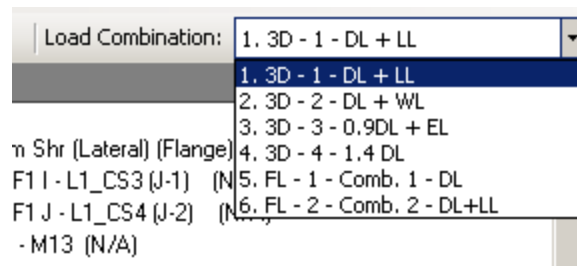 Load Combination: 1. 3D - 1 - DL + LL
1. 3D - 1 - DL + LL
2. 3D - 2 - DL + WL
3. 3D - 3 - 0.9DL + EL
4. 3D - 4 - 1.4 DL
5. FL - 1 - Comb. 1 - DL
6. FL - 2 - Comb. 2 - DL+LL
Shr (Lateral) (Flange)
F1 I - L1_CS3 (J-1)
F1 J - L1_CS4 (J-2)
- M13 (N/A)